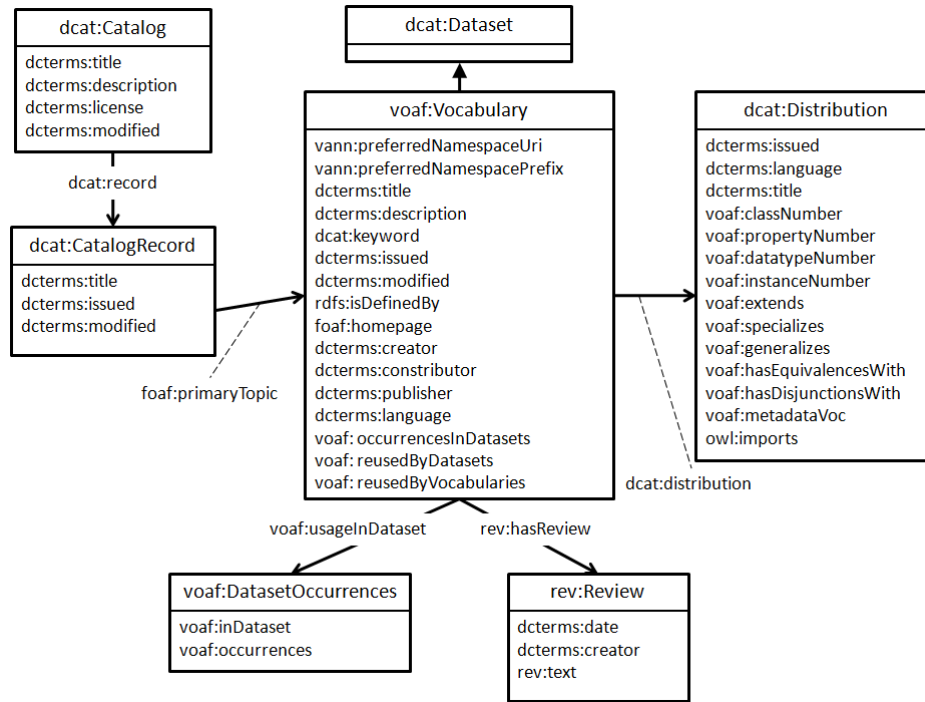 dcat:Catalog
dcterms:title
dcterms:description
dcterms:license
dcterms:modified
dcat:record
dcat:CatalogRecord
dcterms:title
dcterms:issued
dcterms:modified
foaf:primaryTopic
dcat:Dataset
voaf:Vocabulary
vann:preferredNamespaceUri
vann:preferredNamespacePrefix
dcterms:title
dcterms:description
dcat:keyword
dcterms:issued
dcterms:modified
rdfs:isDefinedBy
foaf:homepage
dcterms:creator
dcterms:constributor
dcterms:publisher
dcterms:language
voaf: occurrencesInDatasets
voaf: reusedByDatasets
voaf: reusedByVocabularies
dcat:Distribution
dcterms:issued
dcterms:language
dcterms:title
voaf:classNumber
voaf:propertyNumber
voaf:datatypeNumber
voaf:instanceNumber
voaf:extends
voaf:specializes
voaf:generalizes
voaf:hasEquivalencesWith
voaf:hasDisjunctionsWith
voaf:metadataVoc
owl:imports
dcat:distribution
voaf:usageInDataset
rev:hasReview
voaf:DatasetOccurrences
voaf:inDataset
voaf:occurrences
rev:Review
dcterms:date
dcterms:creator
rev:text